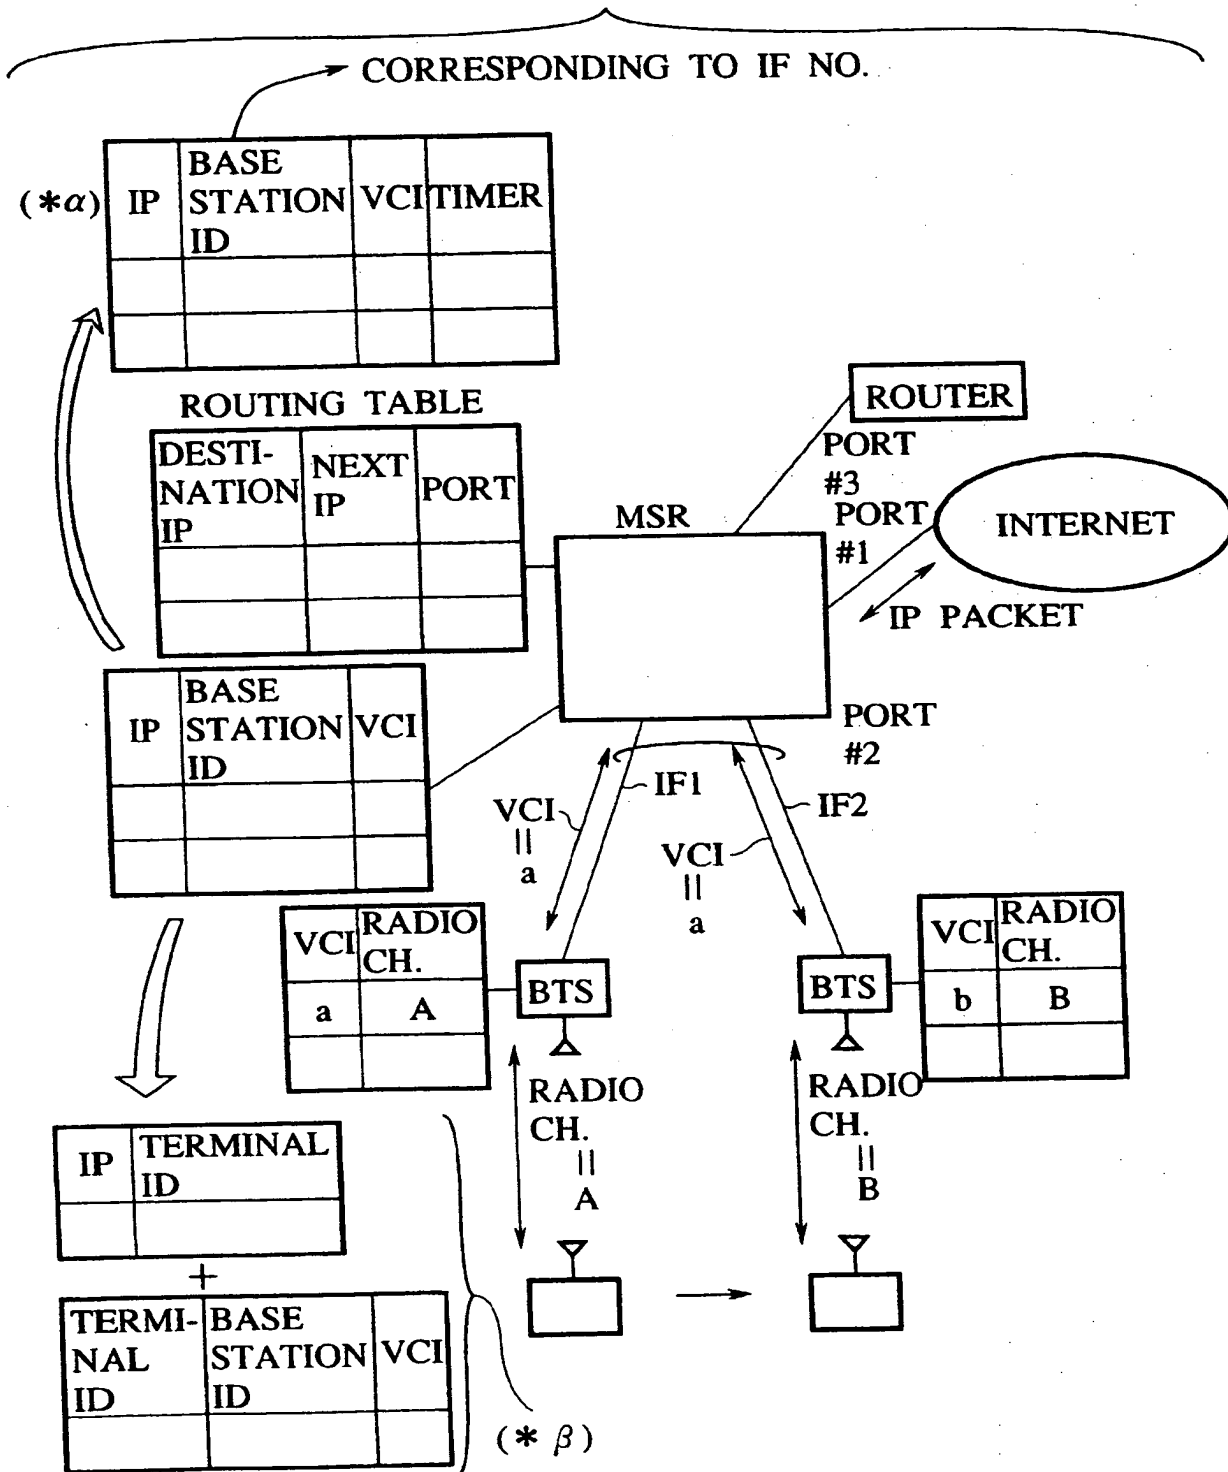 CORRESPONDING TO IF NO.
(*α)
IP
BASE
STATION
ID
VCI
TIMER
ROUTING TABLE
DESTI-
NATION
IP
NEXT
IP
PORT
ROUTER
PORT
#3
MSR
PORT
#1
INTERNET
IP PACKET
IP
BASE
STATION
ID
VCI
PORT
#2
IF1
IF2
VCI
=
a
VCI
=
a
VCI
RADIO
CH.
a
A
BTS
BTS
VCI
RADIO
CH.
b
B
RADIO
CH.
=
A
RADIO
CH.
=
B
IP
TERMINAL
ID
+
TERMI-
NAL
ID
BASE
STATION
ID
VCI
(* β)